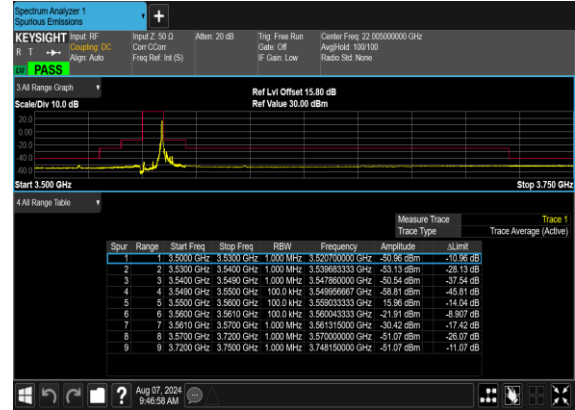 Spectrum Analyzer 1
Spurious Emissions
+
KEYSIGHT Input: RF Input Z: 50 Ω Atten: 20 dB Trig: Free Run Center Freq: 22.005000000 GHz
R T Coupling: DC Corr CCorr Gate: Off Avg|Hold: 100/100
Align: Auto Freq Ref: Int (S) IF Gain: Low Radio Std: None
PASS
3 All Range Graph
Ref Lvl Offset 15.80 dB
Scale/Div 10.0 dB Ref Value 30.00 dBm
20.0
0.00
-20.0
-40.0
-60.0
Start 3.500 GHz Stop 3.750 GHz
4 All Range Table
Measure Trace Trace 1
Trace Type Trace Average (Active)
Spur Range Start Freq Stop Freq RBW Frequency Amplitude ΔLimit
1 1 3.5000 GHz 3.5300 GHz 1.000 MHz 3.520700000 GHz -50.96 dBm -10.96 dB
2 2 3.5300 GHz 3.5400 GHz 1.000 MHz 3.539683333 GHz -53.13 dBm -28.13 dB
3 3 3.5400 GHz 3.5490 GHz 1.000 MHz 3.547860000 GHz -50.54 dBm -37.54 dB
4 4 3.5490 GHz 3.5500 GHz 100.0 kHz 3.549956667 GHz -58.81 dBm -45.81 dB
5 5 3.5500 GHz 3.5600 GHz 100.0 kHz 3.559033333 GHz 15.96 dBm -14.04 dB
6 6 3.5600 GHz 3.5610 GHz 100.0 kHz 3.560043333 GHz -21.91 dBm -8.907 dB
7 7 3.5610 GHz 3.5700 GHz 1.000 MHz 3.561315000 GHz -30.42 dBm -17.42 dB
8 8 3.5700 GHz 3.7200 GHz 1.000 MHz 3.570000000 GHz -51.07 dBm -26.07 dB
9 9 3.7200 GHz 3.7500 GHz 1.000 MHz 3.748150000 GHz -51.07 dBm -11.07 dB
? Aug 07, 2024
9:46:58 AM